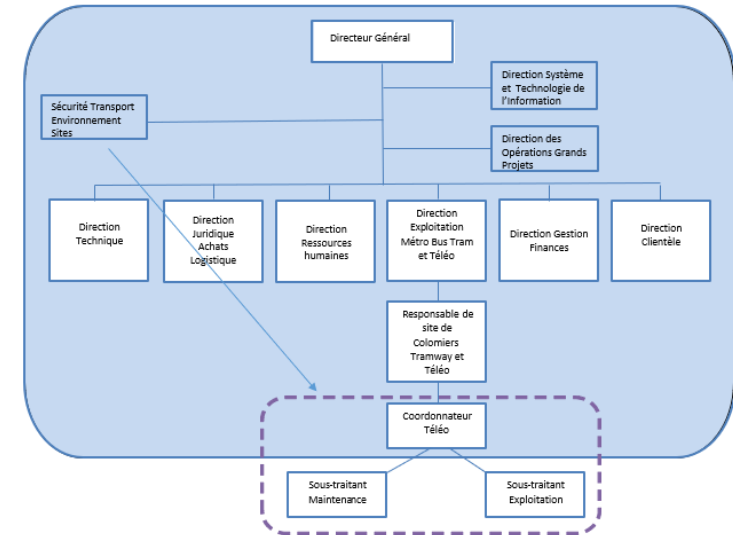 Directeur Général
Direction Système
et Technologie de
l'Information
Sécurité Transport
Environnement
Sites
Direction des
Opérations Grands
Projets
Direction
Technique
Direction
Juridique
Achats
Logistique
Direction
Ressources
humaines
Direction
Exploitation
Métro Bus Tram
et Téléo
Direction Gestion
Finances
Direction
Clientèle
Responsable de
site de
Colomiers
Tramway et
Téléo
Coordonnateur
Téléo
Sous-traitant
Maintenance
Sous-traitant
Exploitation